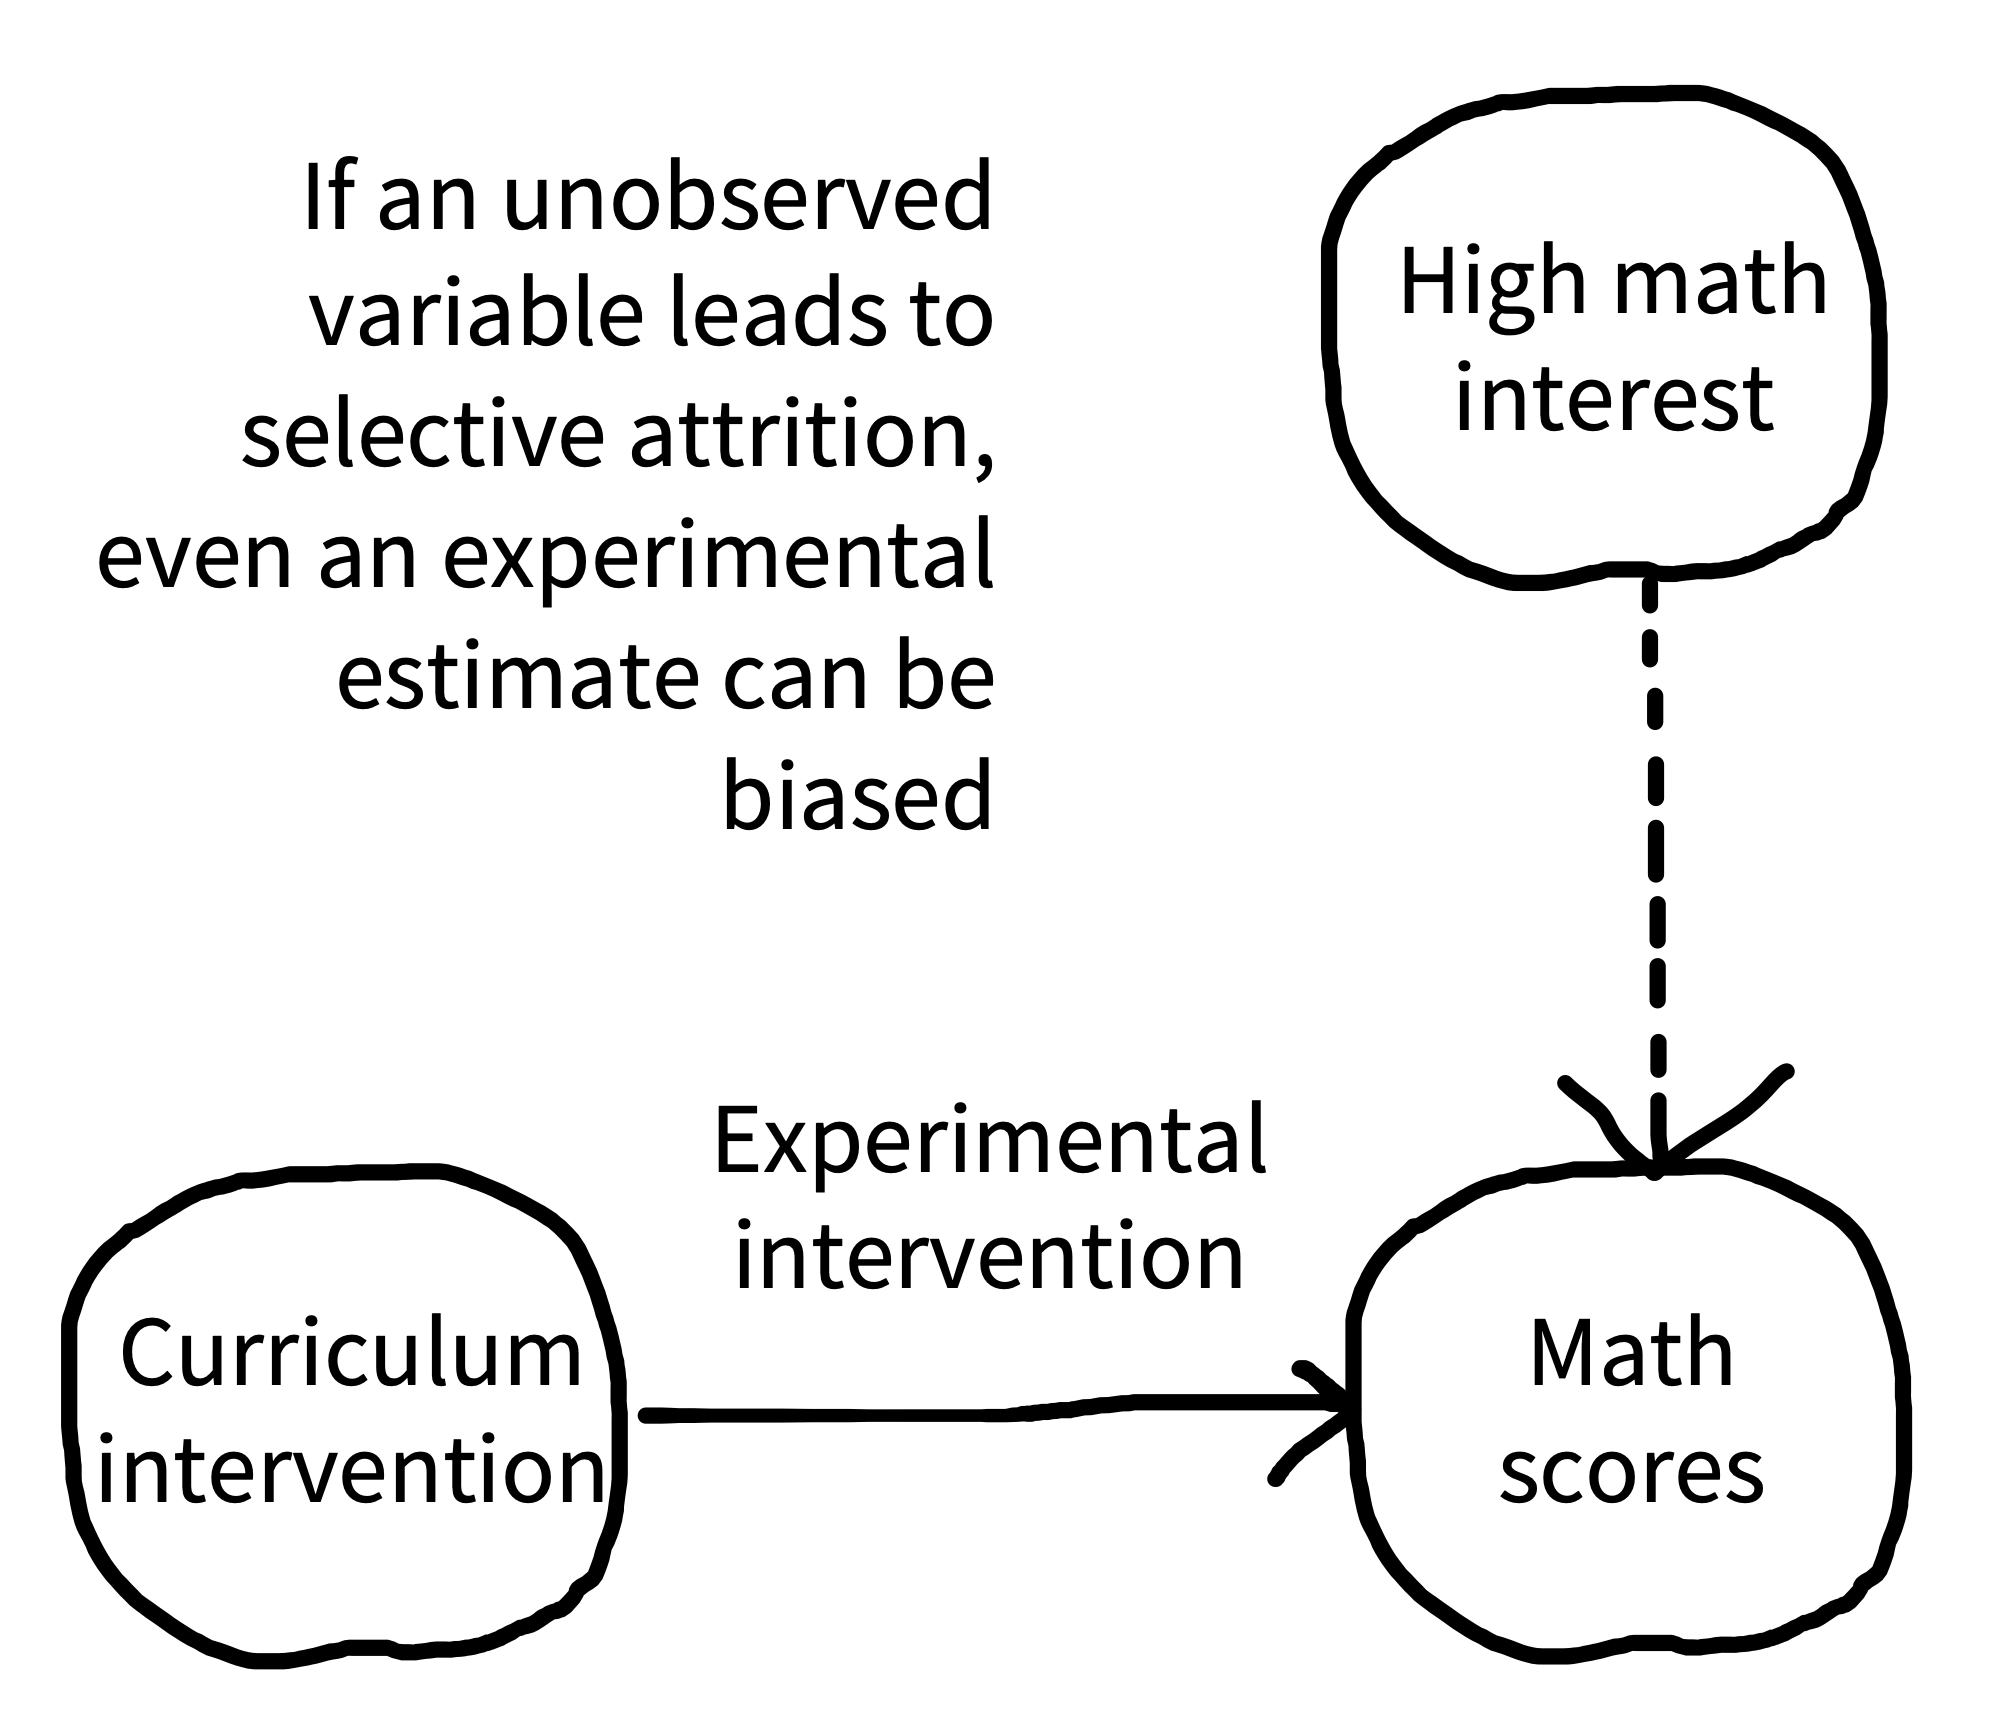 If an unobserved
variable leads to
selective attrition,
even an experimental
estimate can be
biased
High math
interest
Experimental
intervention
Curriculum
intervention
Math
scores